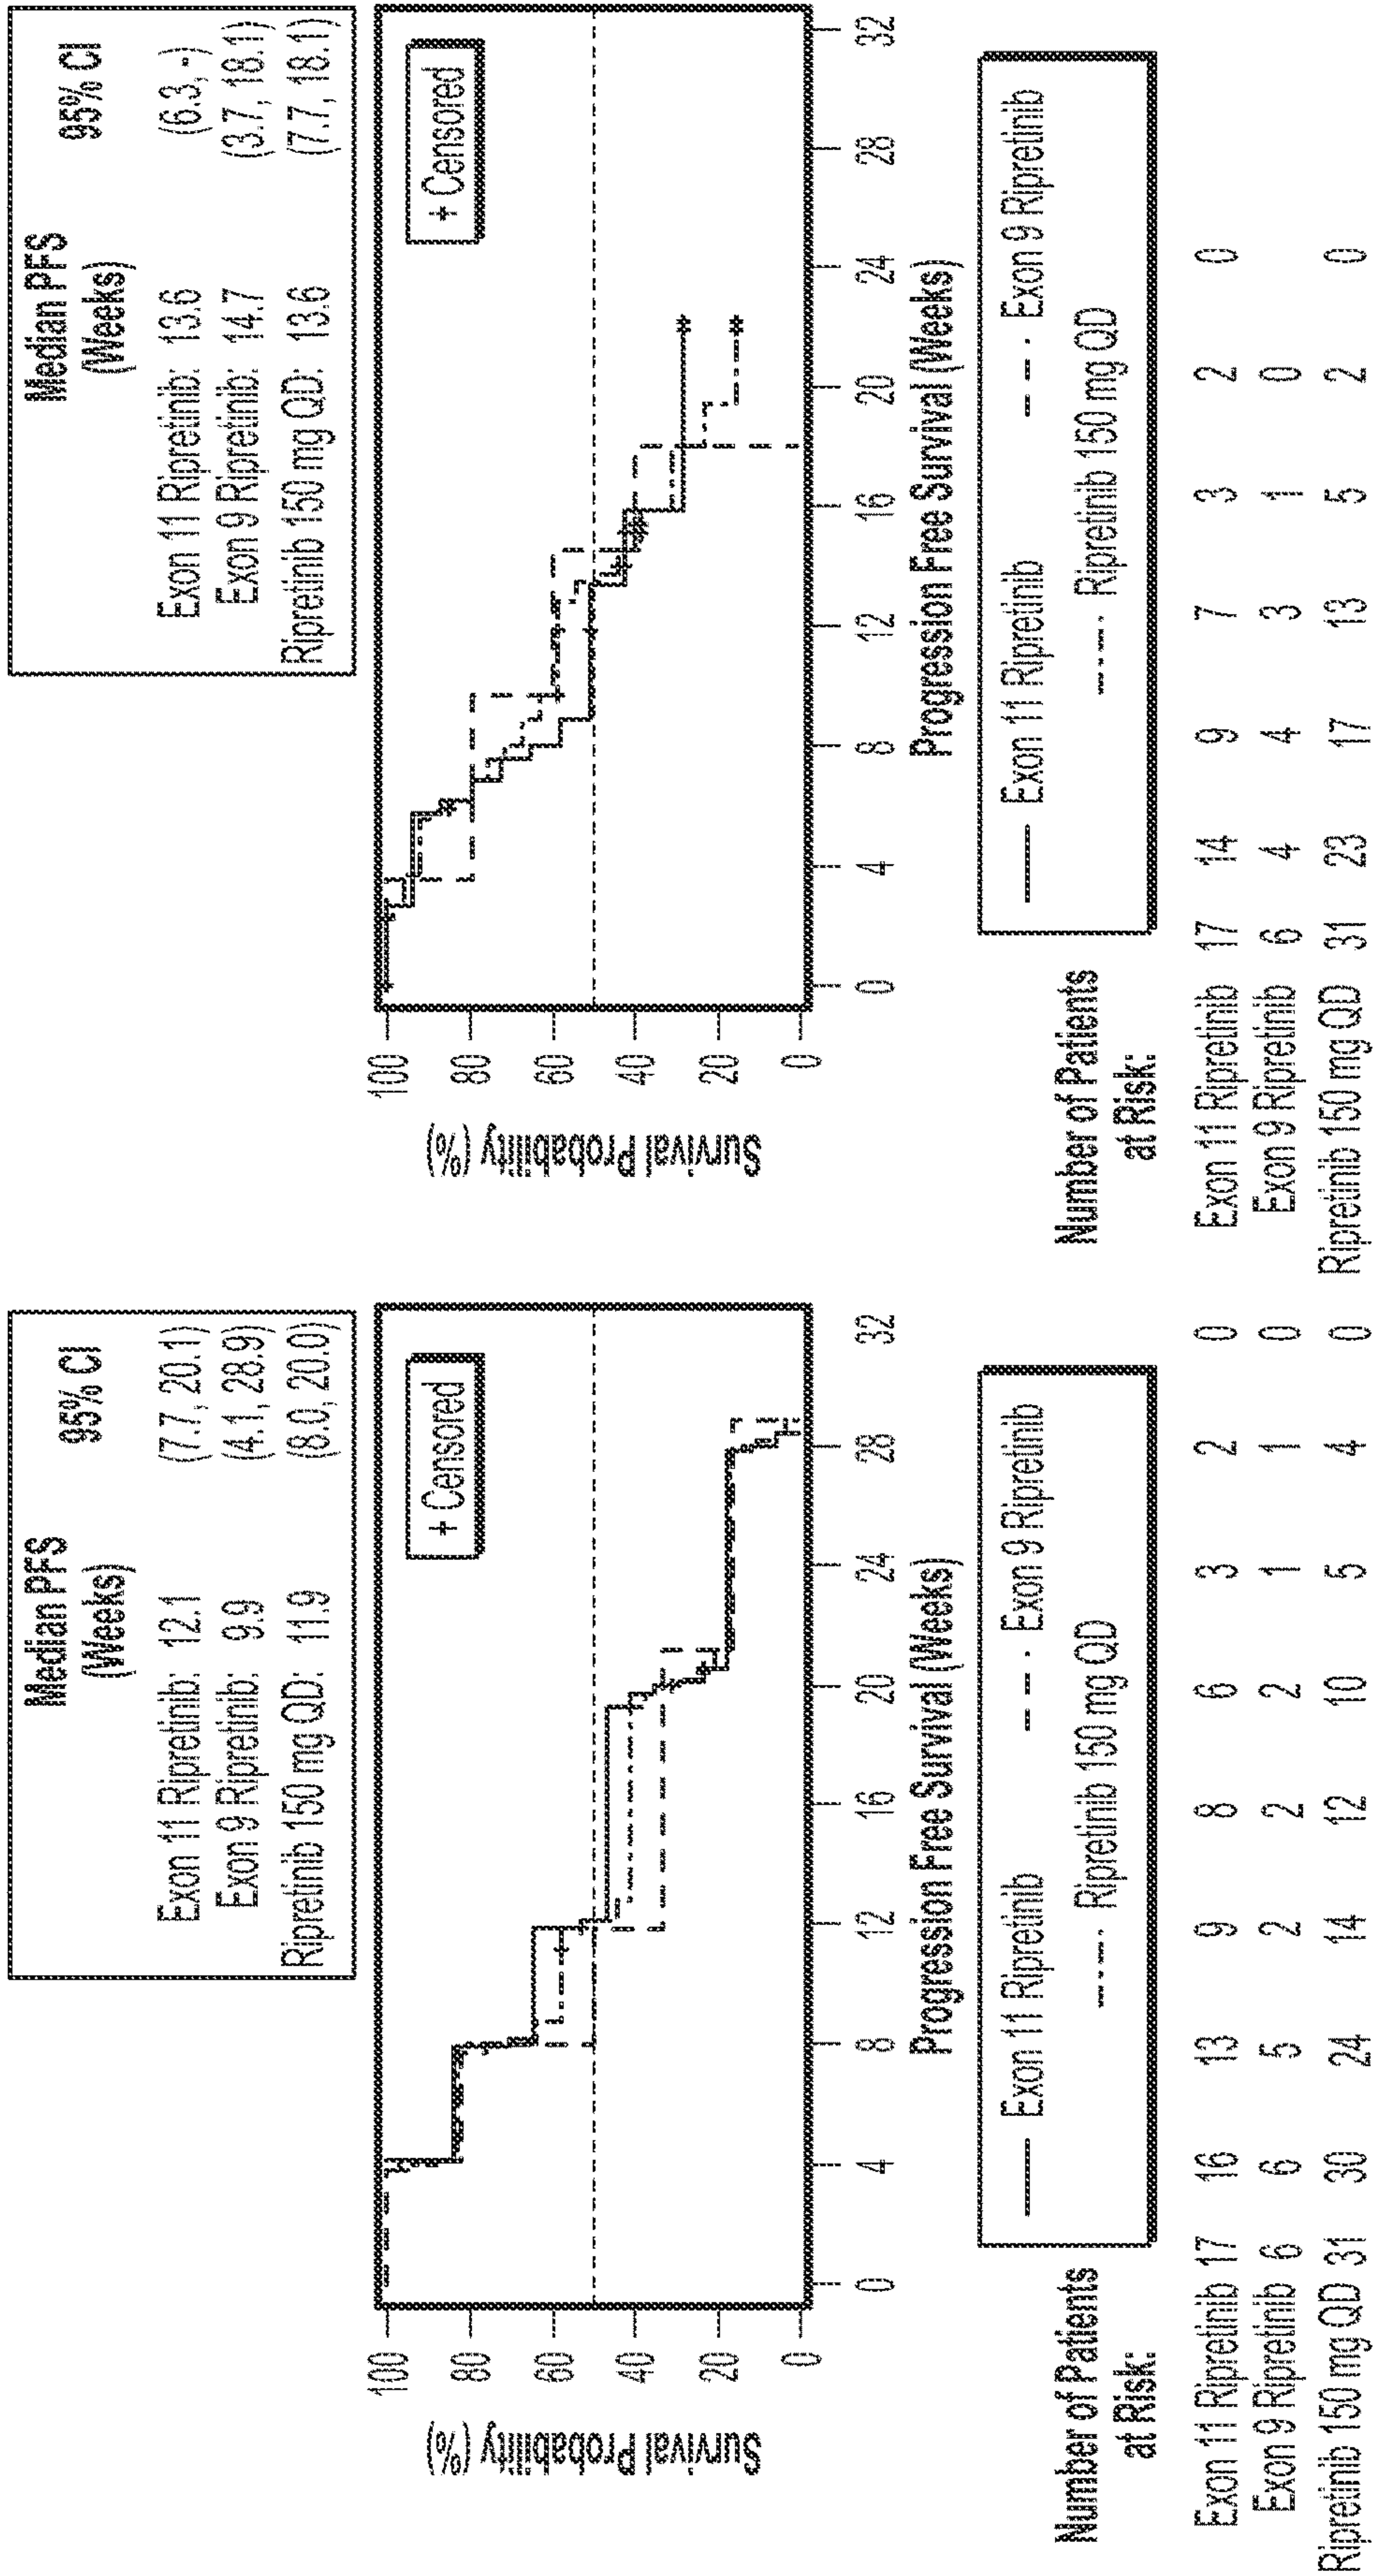 Median PFS
(Weeks)
95% CI
Exon 11 Ripretinib: 12.1 (7.7, 20.1)
Exon 9 Ripretinib: 9.9 (4.1, 28.9)
Ripretinib 150 mg QD: 11.9 (8.0, 20.0)
Survival Probability
(%)
100
80
60
40
20
0
+ Censored
0 4 8 12 16 20 24 28 32
Progression Free Survival (Weeks)
Exon 11 Ripretinib Exon 9 Ripretinib
Ripretinib 150 mg QD
Number of Patients
at Risk:
Exon 11 Ripretinib 17 16 13 9 8 6 3 2 0
Exon 9 Ripretinib 6 6 5 2 2 2 1 1 0
Ripretinib 150 mg QD 31 30 24 14 12 10 5 4 0
Median PFS
(Weeks)
95% CI
Exon 11 Ripretinib: 13.6 (6.3, -)
Exon 9 Ripretinib: 14.7 (3.7, 18.1)
Ripretinib 150 mg QD: 13.6 (7.7, 18.1)
Survival Probability
(%)
100
80
60
40
20
0
+ Censored
0 4 8 12 16 20 24 28 32
Progression Free Survival (Weeks)
Exon 11 Ripretinib Exon 9 Ripretinib
Ripretinib 150 mg QD
Number of Patients
at Risk:
Exon 11 Ripretinib 17 14 9 7 3 2 0
Exon 9 Ripretinib 6 4 4 3 1 0
Ripretinib 150 mg QD 31 23 17 13 5 2 0